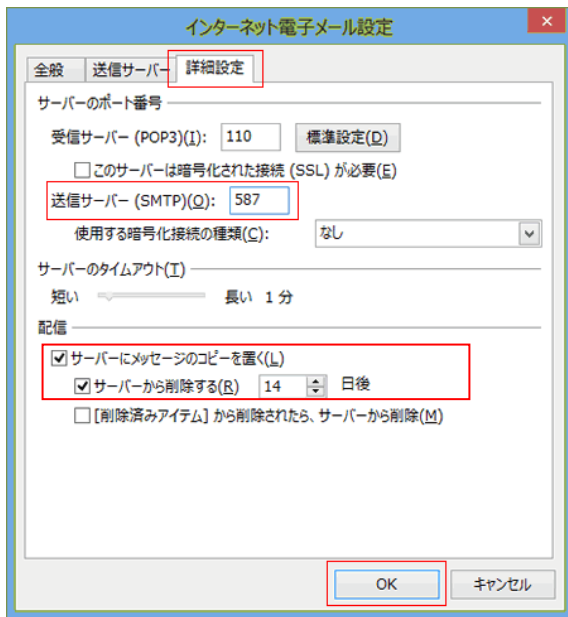 インターネット電子メール設定
全般 送信サーバー 詳細設定
サーバーのポート番号
受信サーバー (POP3)(I): 110 標準設定(D)
このサーバーは暗号化された接続 (SSL) が必要(E)
送信サーバー (SMTP)(O): 587
使用する暗号化接続の種類(C): なし
サーバーのタイムアウト(T)
短い 長い 1 分
配信
サーバーにメッセージのコピーを置く(L)
サーバーから削除する(R) 14 日後
[削除済みアイテム] から削除されたら、サーバーから削除(M)
OK キャンセル